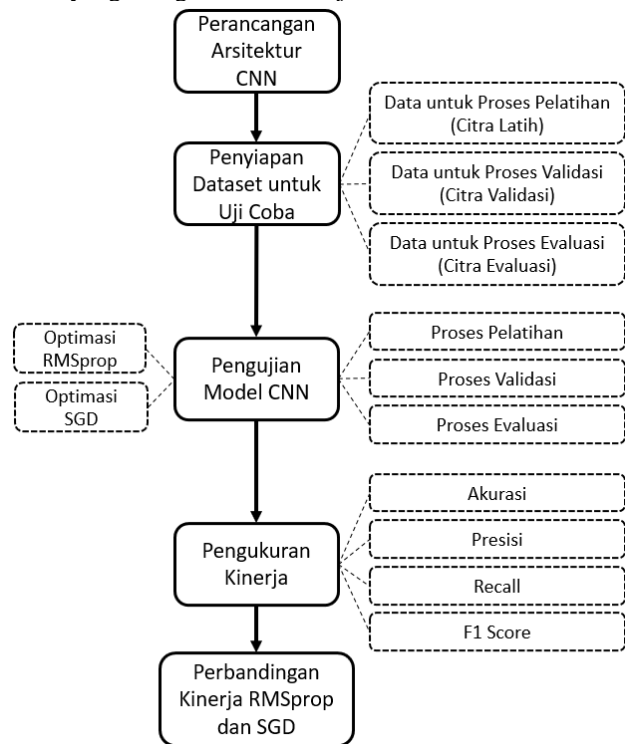 Perancangan
Arsitektur
CNN
Penyiapan
Dataset untuk
Uji Coba
Data untuk Proses Pelatihan
(Citra Latih)
Data untuk Proses Validasi
(Citra Validasi)
Data untuk Proses Evaluasi
(Citra Evaluasi)
Optimasi
RMSprop
Optimasi
SGD
Pengujian
Model CNN
Proses Pelatihan
Proses Validasi
Proses Evaluasi
Pengukuran
Kinerja
Akurasi
Presisi
Recall
F1 Score
Perbandingan
Kinerja RMSprop
dan SGD